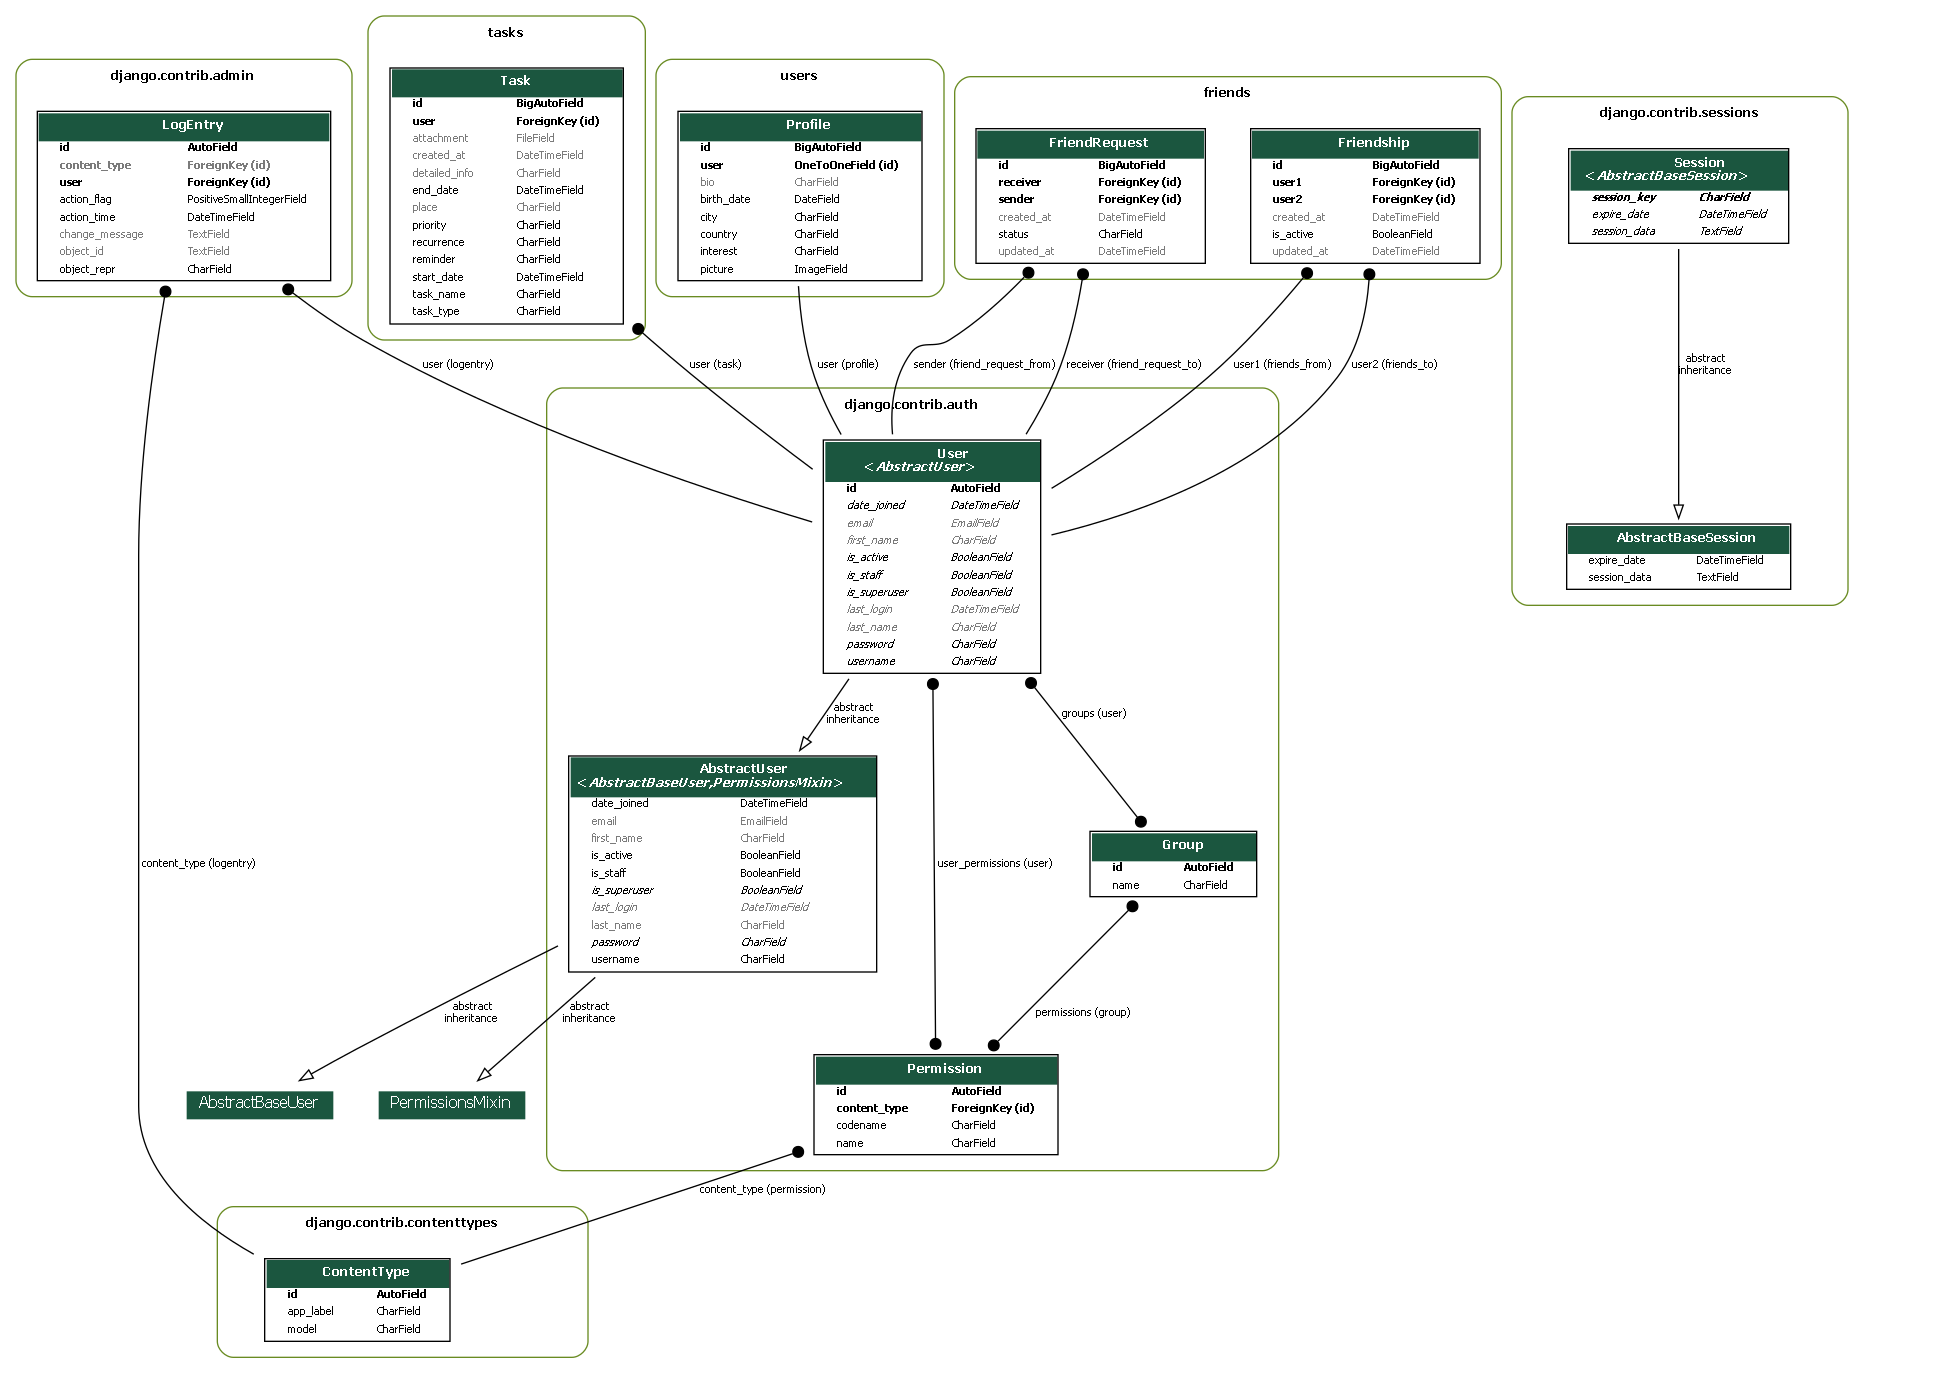 tasks
Task
id BigAutoField
user ForeignKey (id)
attachment FileField
created_at DateTimeField
detailed_info CharField
end_date DateTimeField
place CharField
priority CharField
recurrence CharField
reminder CharField
start_date DateTimeField
task_name CharField
task_type CharField
django.contrib.admin
LogEntry
id AutoField
content_type ForeignKey (id)
user ForeignKey (id)
action_flag PositiveSmallIntegerField
action_time DateTimeField
change_message TextField
object_id TextField
object_repr CharField
users
Profile
id BigAutoField
user OneToOneField (id)
bio CharField
birth_date DateField
city CharField
country CharField
interest CharField
picture ImageField
friends
FriendRequest
id BigAutoField
receiver ForeignKey (id)
sender ForeignKey (id)
created_at DateTimeField
status CharField
updated_at DateTimeField
Friendship
id BigAutoField
user1 ForeignKey (id)
user2 ForeignKey (id)
created_at DateTimeField
is_active BooleanField
updated_at DateTimeField
django.contrib.sessions
Session
<AbstractBaseSession>
session_key CharField
expire_date DateTimeField
session_data TextField
user (logentry)
user (task)
user (profile)
sender (friend_request_from)
receiver (friend_request_to)
user1 (friends_from)
user2 (friends_to)
abstract
inheritance
AbstractBaseSession
expire_date DateTimeField
session_data TextField
django.contrib.auth
User
<AbstractUser>
id AutoField
date_joined DateTimeField
email EmailField
first_name CharField
is_active BooleanField
is_staff BooleanField
is_superuser BooleanField
last_login DateTimeField
last_name CharField
password CharField
username CharField
abstract
inheritance
groups (user)
AbstractUser
<AbstractBaseUser,PermissionsMixin>
date_joined DateTimeField
email EmailField
first_name CharField
is_active BooleanField
is_staff BooleanField
is_superuser BooleanField
last_login DateTimeField
last_name CharField
password CharField
username CharField
content_type (logentry)
user_permissions (user)
Group
id AutoField
name CharField
abstract
inheritance
abstract
inheritance
permissions (group)
AbstractBaseUser
PermissionsMixin
Permission
id AutoField
content_type ForeignKey (id)
codename CharField
name CharField
content_type (permission)
django.contrib.contenttypes
ContentType
id AutoField
app_label CharField
model CharField